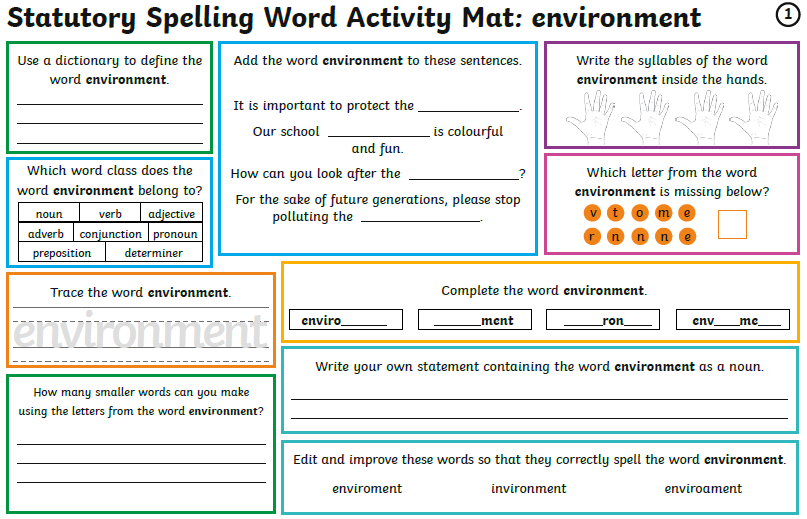 Statutory Spelling Word Activity Mat: environment
1
Use a dictionary to define the
word environment.
Add the word environment to these sentences.
It is important to protect the ____________.
Our school ____________ is colourful
and fun.
How can you look after the ____________?
For the sake of future generations, please stop
polluting the ____________.
Write the syllables of the word
environment inside the hands.
Which word class does the
word environment belong to?
noun verb adjective
adverb conjunction pronoun
preposition determiner
Which letter from the word
environment is missing below?
v t o m e
r n n n e
Trace the word environment.
environment
Complete the word environment.
enviro______ ______ment _____ron____ env____me____
How many smaller words can you make
using the letters from the word environment?
Write your own statement containing the word environment as a noun.
Edit and improve these words so that they correctly spell the word environment.
enviroment invironment enviroament